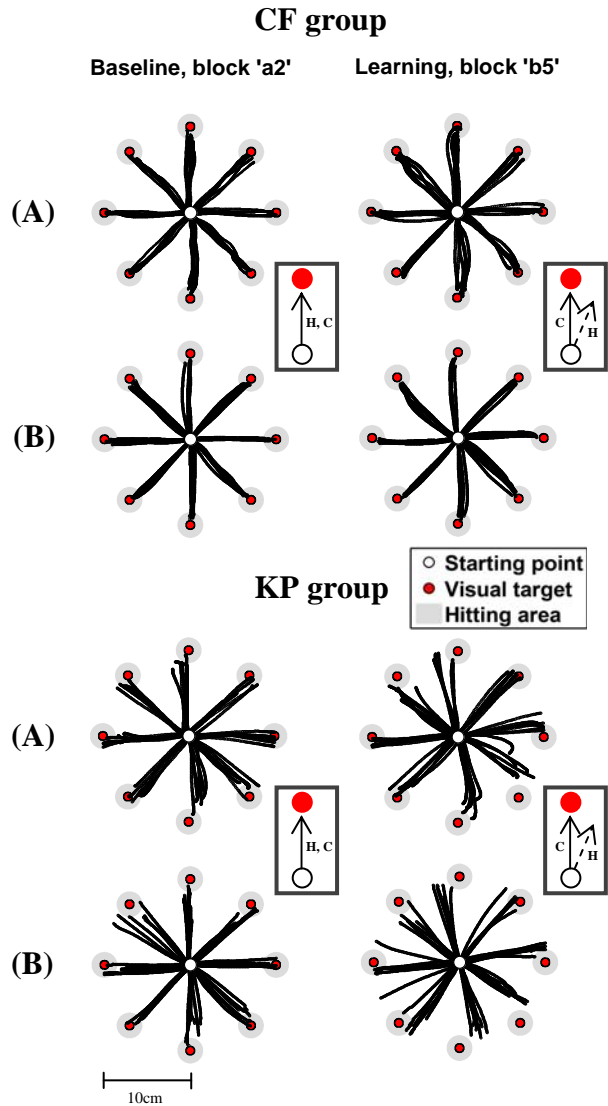 CF group
Baseline, block 'a2' Learning, block 'b5'
(A)
H, C
C H
(B)
KP group
Starting point
Visual target
Hitting area
(A)
H, C
C H
(B)
10cm